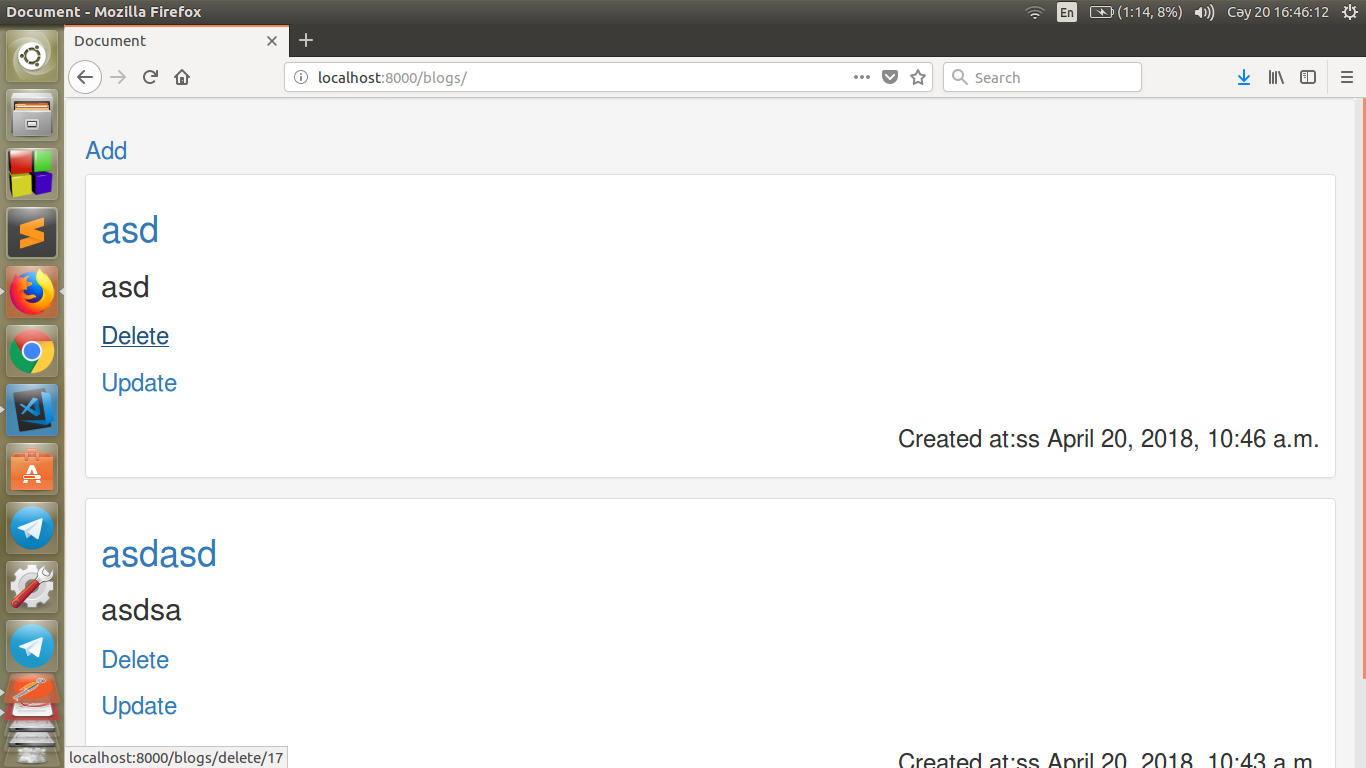 Document - Mozilla Firefox
En
(1:14, 8%)
Cəy 20 16:46:12
Document
localhost:8000/blogs/
Search
Add
asd
asd
Delete
Update
Created at:ss April 20, 2018, 10:46 a.m.
asdasd
asdsa
Delete
Update
Created at:ss April 20, 2018, 10:43 a.m.
localhost:8000/blogs/delete/17